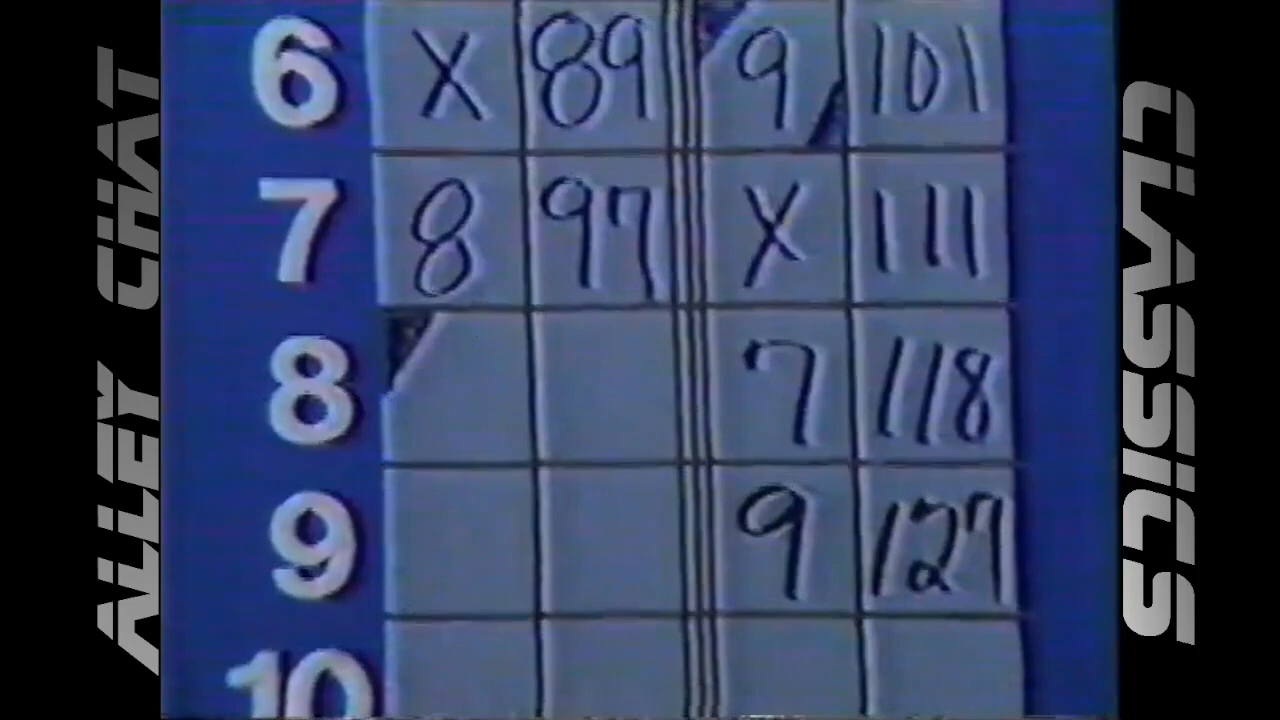 ALLEY CHAT
6 X 89 9 101
7 8 97 X 111
8 7 118
9 9 127
10
CLASSICS